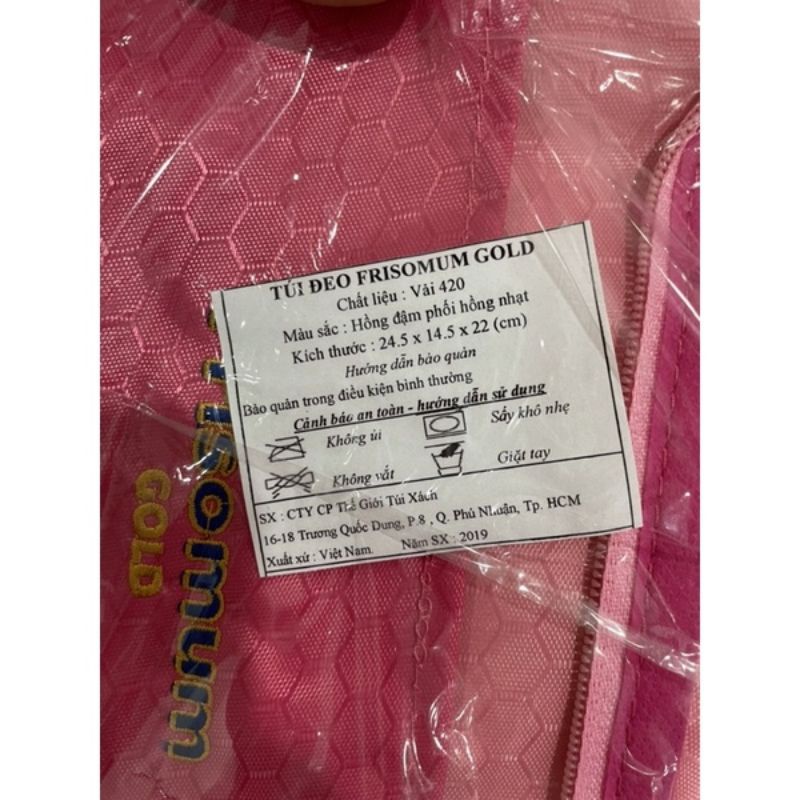 TÚI ĐEO FRISOMUM GOLD
Chất liệu : Vải 420
Màu sắc : Hồng đậm phối hồng nhạt
Kích thước : 24.5 x 14.5 x 22 (cm)
Hướng dẫn bảo quản
Bảo quản trong điều kiện bình thường
Cảnh báo an toàn - hướng dẫn sử dụng
Không ủi
Sấy khô nhẹ
Không vắt
Giặt tay
SX : CTY CP Thế Giới Túi Xách
16-18 Trương Quốc Dung, P.8 , Q. Phú Nhuận, Tp. HCM
Xuất xứ : Việt Nam. Năm SX : 2019
Frisomum
GOLD